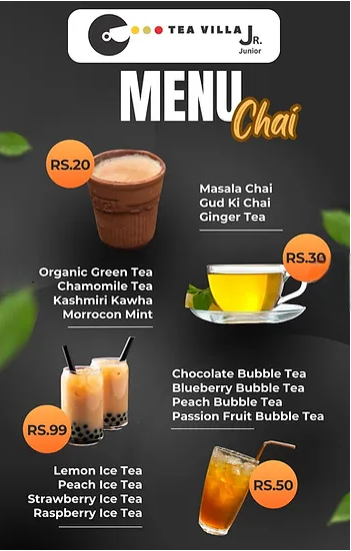 TEA VILLA JR.
Junior
MENU
Chai
RS.20
Masala Chai
Gud Ki Chai
Ginger Tea
RS.30
Organic Green Tea
Chamomile Tea
Kashmiri Kawha
Morrocon Mint
Chocolate Bubble Tea
Blueberry Bubble Tea
Peach Bubble Tea
Passion Fruit Bubble Tea
RS.99
Lemon Ice Tea
Peach Ice Tea
Strawberry Ice Tea
Raspberry Ice Tea
RS.50